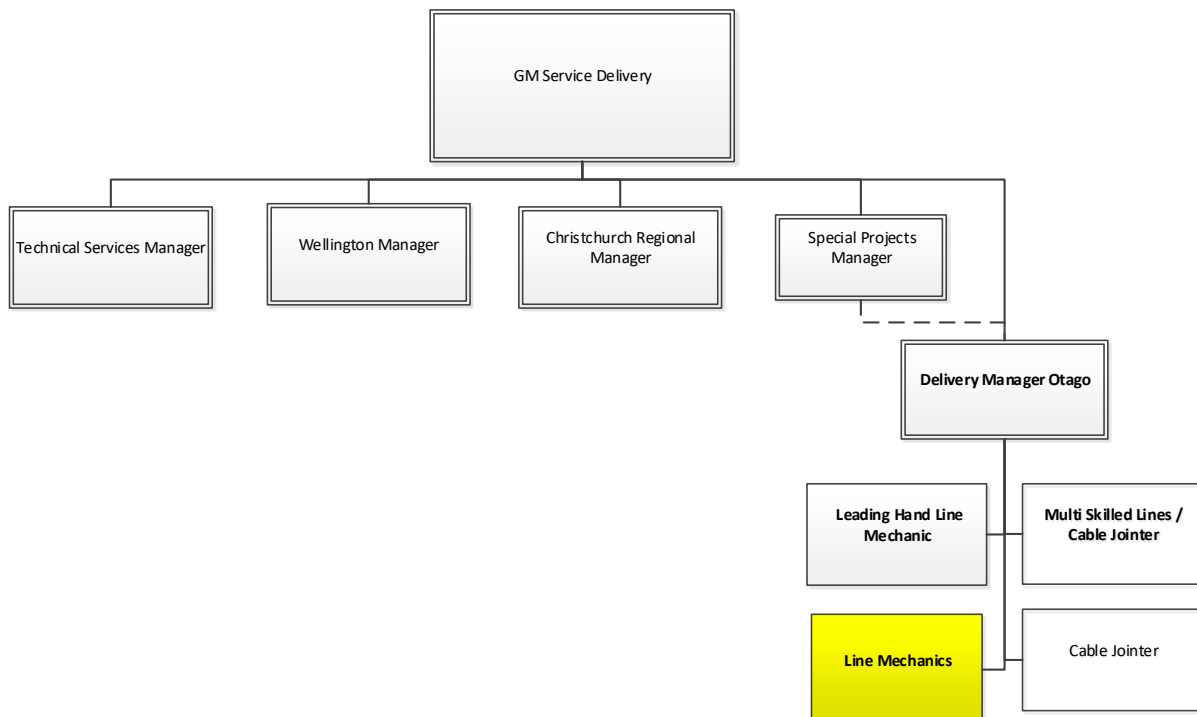 GM Service Delivery
Technical Services Manager
Wellington Manager
Christchurch Regional
Manager
Special Projects
Manager
Delivery Manager Otago
Leading Hand Line
Mechanic
Multi Skilled Lines /
Cable Jointer
Line Mechanics
Cable Jointer